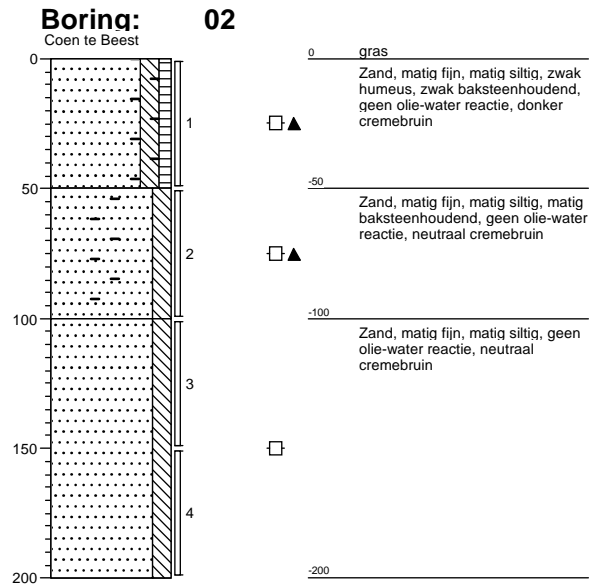 Boring: 02
Coen te Beest
0
50
100
150
200
1
2
3
4
0 gras
Zand, matig fijn, matig siltig, zwak
humeus, zwak baksteenhoudend,
geen olie-water reactie, donker
cremebruin
-50
Zand, matig fijn, matig siltig, matig
baksteenhoudend, geen olie-water
reactie, neutraal cremebruin
-100
Zand, matig fijn, matig siltig, geen
olie-water reactie, neutraal
cremebruin
-200